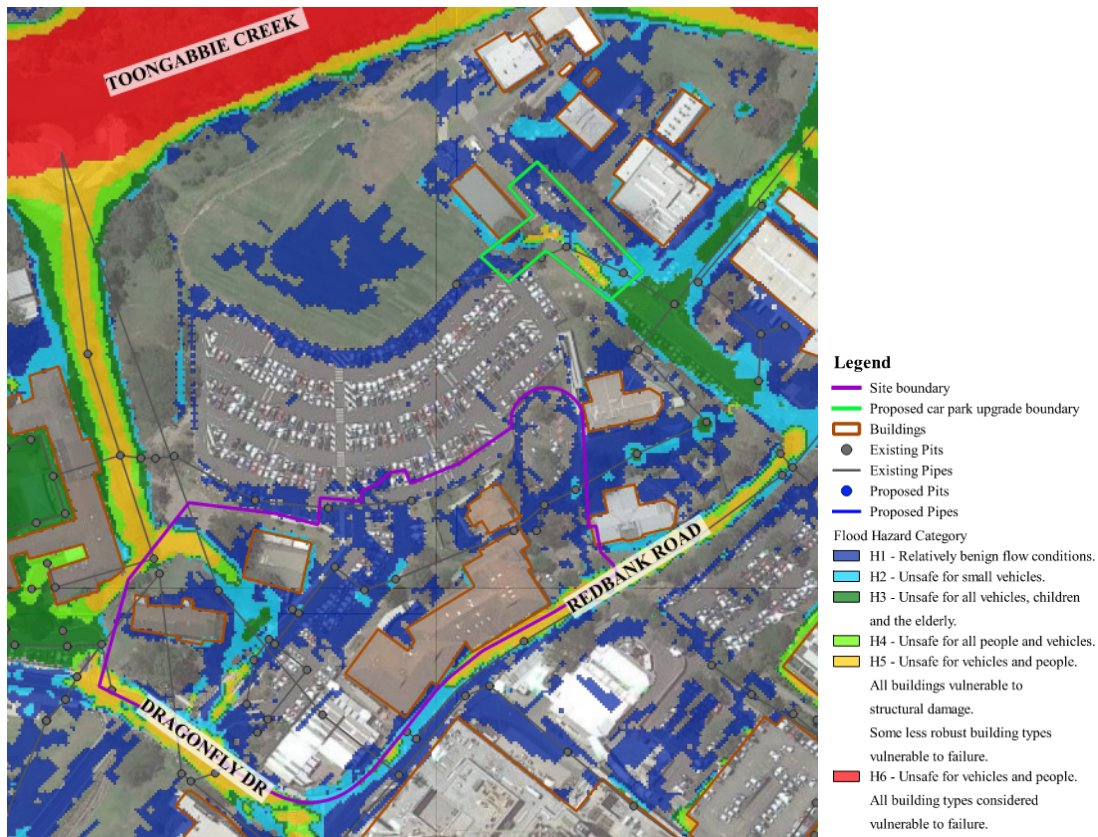 TOONGABBIE CREEK
REDBANK ROAD
DRAGONFLY DR
Legend
Site boundary
Proposed car park upgrade boundary
Buildings
Existing Pits
Existing Pipes
Proposed Pits
Proposed Pipes
Flood Hazard Category
H1 - Relatively benign flow conditions.
H2 - Unsafe for small vehicles.
H3 - Unsafe for all vehicles, children
and the elderly.
H4 - Unsafe for all people and vehicles.
H5 - Unsafe for vehicles and people.
All buildings vulnerable to
structural damage.
Some less robust building types
vulnerable to failure.
H6 - Unsafe for vehicles and people.
All building types considered
vulnerable to failure.